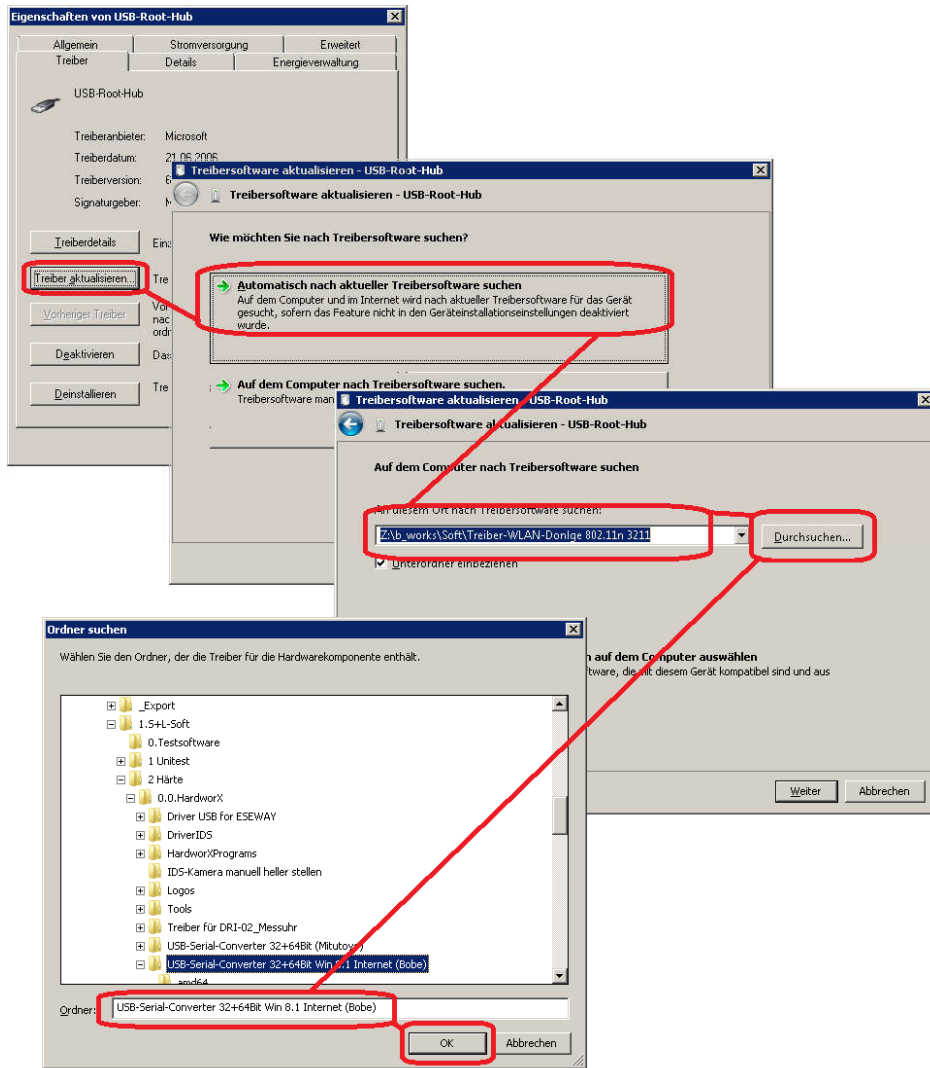 Eigenschaften von USB-Root-Hub
Allgemein Stromversorgung Erweitert
Treiber Details Energieverwaltung
USB-Root-Hub
Treiberanbieter: Microsoft
Treiberdatum: 21.06.2006
Treiberversion:
Signaturgeber:
Treiberdetails
Treiber aktualisieren...
Vorheriger Treiber
Deaktivieren
Deinstallieren
Treibersoftware aktualisieren - USB-Root-Hub
Treibersoftware aktualisieren - USB-Root-Hub
Wie möchten Sie nach Treibersoftware suchen?
Automatisch nach aktueller Treibersoftware suchen
Auf dem Computer und im Internet wird nach aktueller Treibersoftware für das Gerät
gesucht, sofern das Feature nicht in den Geräteinstallationseinstellungen deaktiviert
wurde.
Auf dem Computer nach Treibersoftware suchen.
Treibersoftware man
Treibersoftware aktualisieren - USB-Root-Hub
Treibersoftware aktualisieren - USB-Root-Hub
Auf dem Computer nach Treibersoftware suchen
An diesem Ort nach Treibersoftware suchen:
Z:\b_works\Soft\Treiber-WLAN-Donlge 802.11n 3211
Durchsuchen...
Unterordner einbeziehen
n auf dem Computer auswählen
ftware, die mit diesem Gerät kompatibel sind und aus
Weiter Abbrechen
Ordner suchen
Wählen Sie den Ordner, der die Treiber für die Hardwarekomponente enthält.
_Export
1.S+L-Soft
0.Testsoftware
1 Unitest
2 Härte
0.0.HardworX
Driver USB for ESEWAY
DriverIDS
HardworXPrograms
IDS-Kamera manuell heller stellen
Logos
Tools
Treiber für DRI-02_Messuhr
USB-Serial-Converter 32+64Bit (Mitutoyo)
USB-Serial-Converter 32+64Bit Win 8.1 Internet (Bobe)
amd64
Ordner: USB-Serial-Converter 32+64Bit Win 8.1 Internet (Bobe)
OK Abbrechen